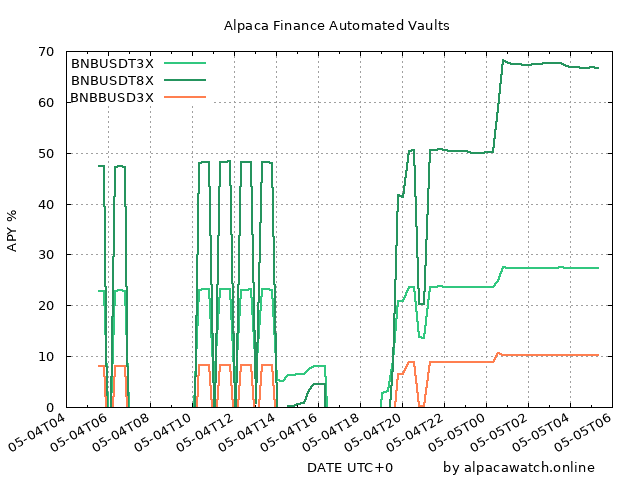 Alpaca Finance Automated Vaults
BNBUSDT3X
BNBUSDT8X
BNBBUSD3X
APY %
70
60
50
40
30
20
10
0
05-04T04
05-04T06
05-04T08
05-04T10
05-04T12
05-04T14
05-04T16
05-04T18
05-04T20
05-04T22
05-05T00
05-05T02
05-05T04
05-05T06
DATE UTC+0
by alpacawatch.online